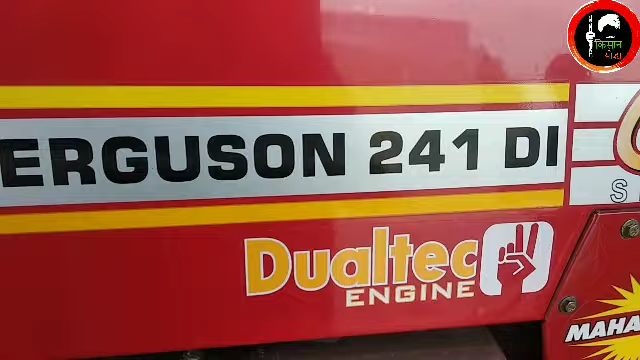 किसान
ERGUSON 241 DI
S
Dualtec
ENGINE
MAHA